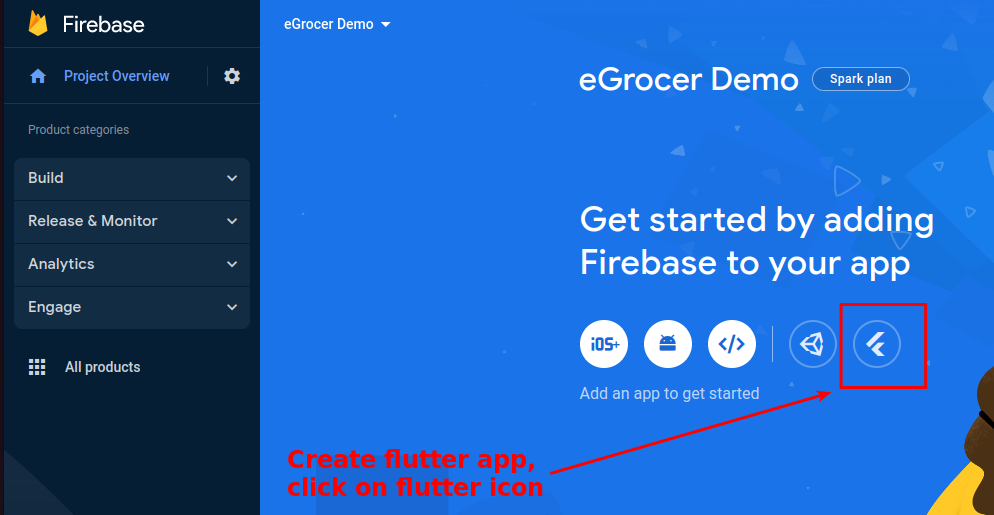 Firebase
eGrocer Demo
Project Overview
eGrocer Demo
Spark plan
Product categories
Build
Release & Monitor
Analytics
Engage
All products
Get started by adding
Firebase to your app
iOS+
</>
Add an app to get started
Create flutter app,
click on flutter icon